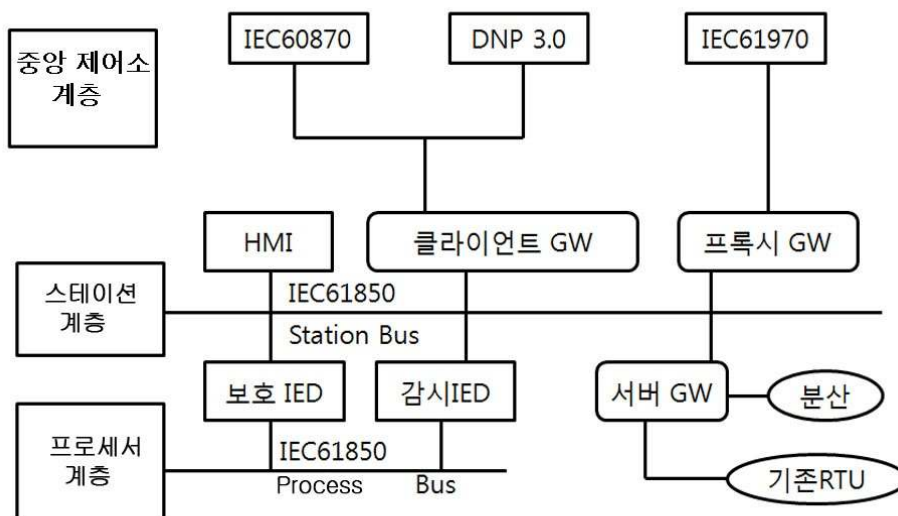 중앙 제어소
계층
IEC60870
DNP 3.0
IEC61970
HMI
클라이언트 GW
프록시 GW
스테이션
계층
IEC61850
Station Bus
보호 IED
감시IED
서버 GW
분산
프로세서
계층
IEC61850
Process Bus
기존RTU